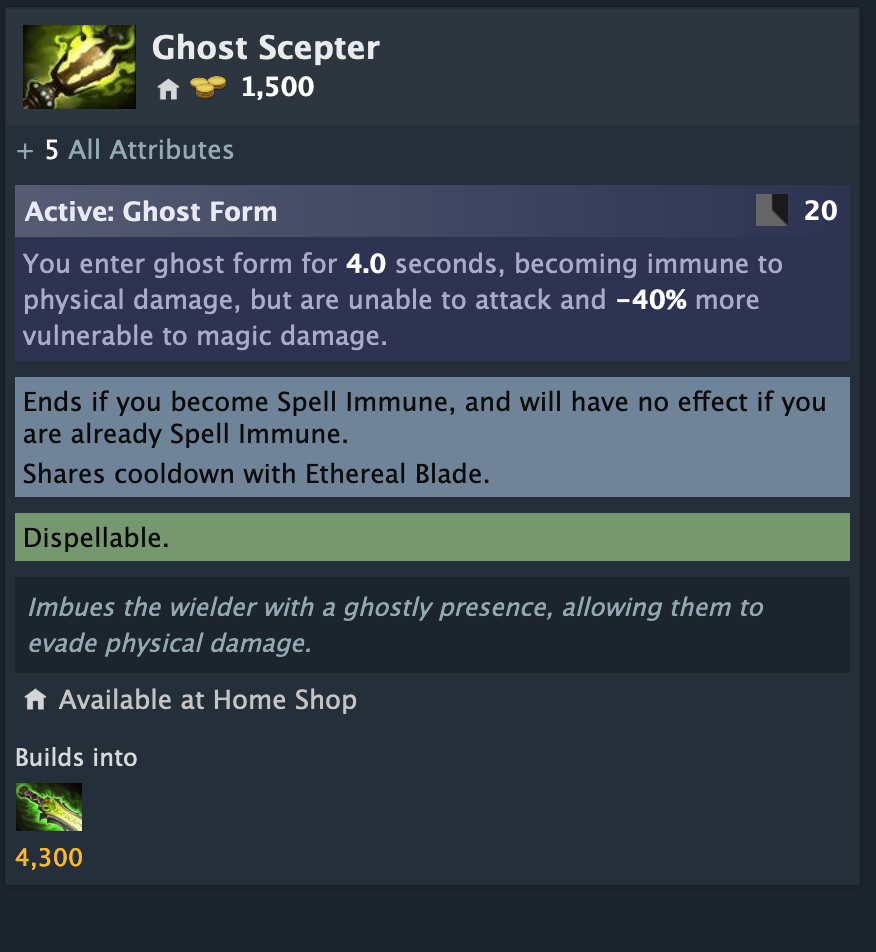 Ghost Scepter
1,500
+ 5 All Attributes
Active: Ghost Form 20
You enter ghost form for 4.0 seconds, becoming immune to
physical damage, but are unable to attack and -40% more
vulnerable to magic damage.
Ends if you become Spell Immune, and will have no effect if you
are already Spell Immune.
Shares cooldown with Ethereal Blade.
Dispellable.
Imbues the wielder with a ghostly presence, allowing them to
evade physical damage.
Available at Home Shop
Builds into
4,300